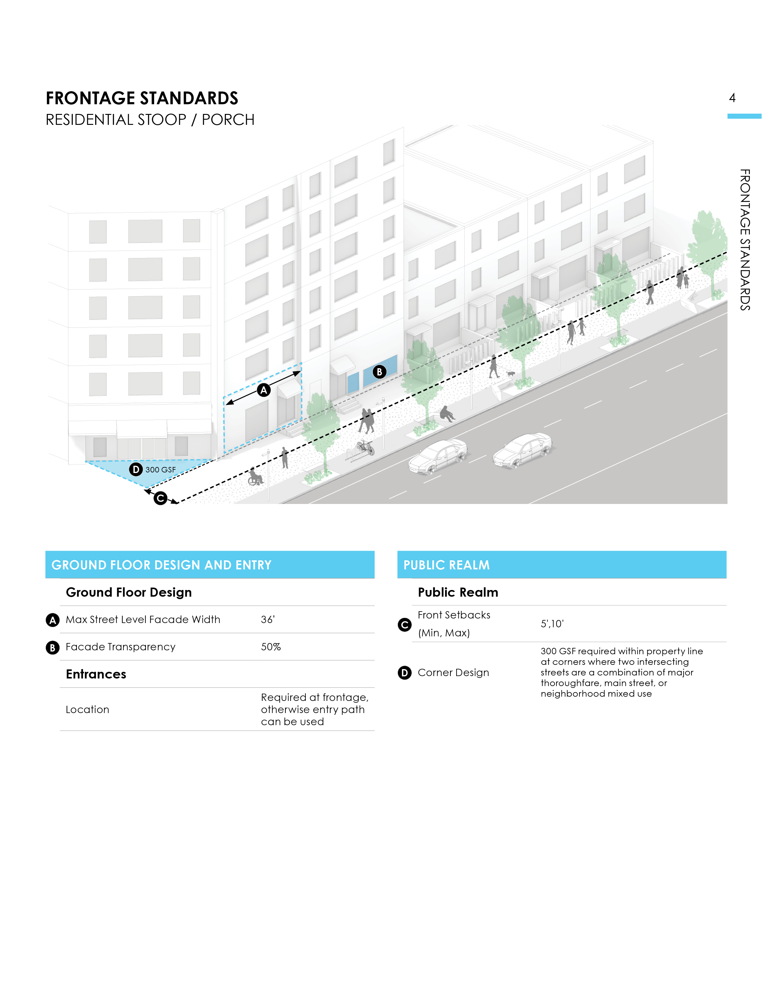 FRONTAGE STANDARDS
RESIDENTIAL STOOP / PORCH
4
FRONTAGE STANDARDS
A
B
D 300 GSF
C
GROUND FLOOR DESIGN AND ENTRY
Ground Floor Design
A Max Street Level Facade Width 36’
B Facade Transparency 50%
Entrances
Location
Required at frontage,
otherwise entry path
can be used
PUBLIC REALM
Public Realm
C
Front Setbacks
(Min, Max)
5',10'
D Corner Design
300 GSF required within property line
at corners where two intersecting
streets are a combination of major
thoroughfare, main street, or
neighborhood mixed use